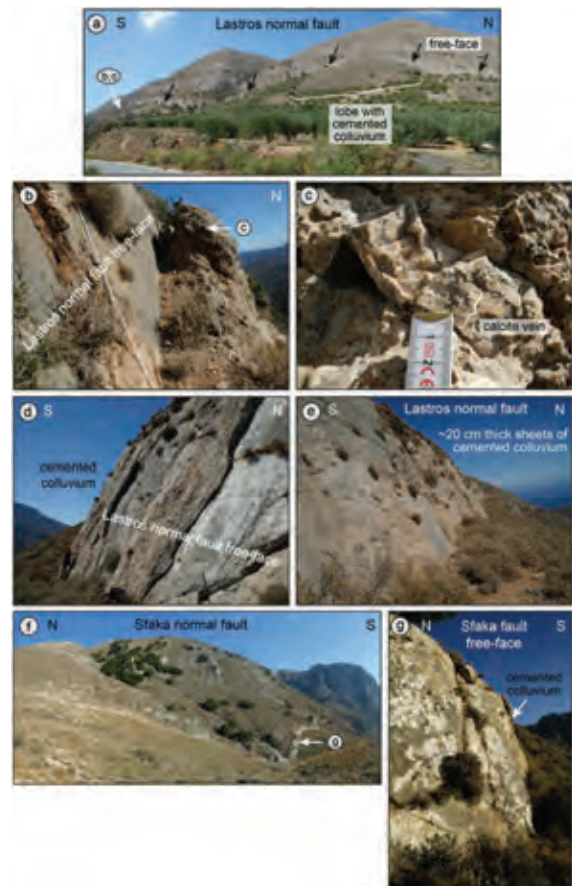 a S Lastros normal fault N
free-face
b-c
lobe with
cemented
colluvium
b N
Lastros normal fault free-face
c
c
calcite vein
1
2
d S N
cemented
colluvium
Lastros normal fault free-face
e S Lastros normal fault N
~20 cm thick sheets of
cemented colluvium
f N Sfaka normal fault S
g
g N Sfaka fault S
free-face
cemented
colluvium